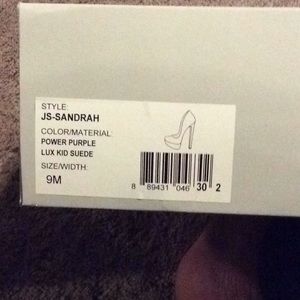 STYLE:
JS-SANDRAH
COLOR/MATERIAL:
POWER PURPLE
LUX KID SUEDE
SIZE/WIDTH:
9M
8 89431 046 30 2